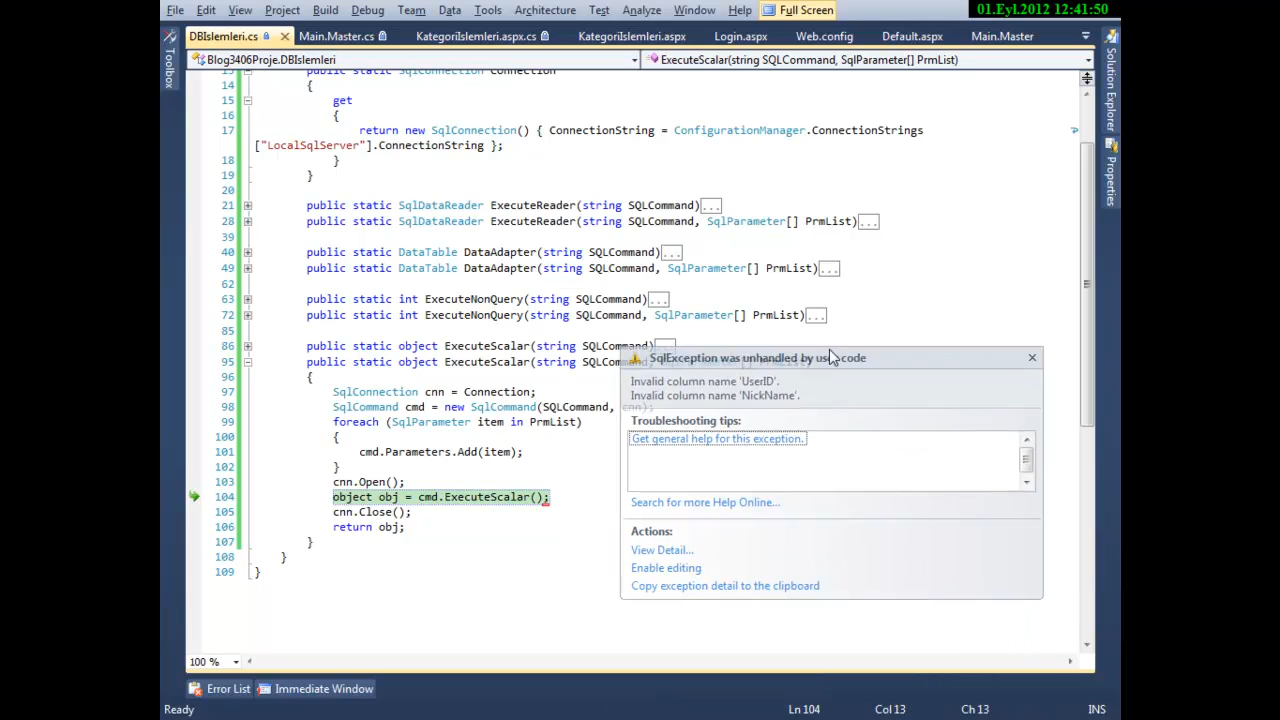 File Edit View Project Build Debug Team Data Tools Architecture Test Analyze Window Help Full Screen
01.Eyl.2012 12:41:50
DBIslemleri.cs Main.Master.cs KategoriIslemleri.aspx.cs KategoriIslemleri.aspx Login.aspx Web.config Default.aspx Main.Master
Toolbox
Solution Explorer
Properties
Blog3406Proje.DBIslemleri ExecuteScalar(string SQLCommand, SqlParameter[] PrmList)
13 public static SqlConnection Connection
14 {
15 get
16 {
17 return new SqlConnection() { ConnectionString = ConfigurationManager.ConnectionStrings
["LocalSqlServer"].ConnectionString };
18 }
19 }
20
21 public static SqlDataReader ExecuteReader(string SQLCommand)...
28 public static SqlDataReader ExecuteReader(string SQLCommand, SqlParameter[] PrmList)...
39
40 public static DataTable DataAdapter(string SQLCommand)...
49 public static DataTable DataAdapter(string SQLCommand, SqlParameter[] PrmList)...
62
63 public static int ExecuteNonQuery(string SQLCommand)...
72 public static int ExecuteNonQuery(string SQLCommand, SqlParameter[] PrmList)...
85
86 public static object ExecuteScalar(string SQLCommand)...
95 public static object ExecuteScalar(string SQLCommand,
96 {
97 SqlConnection cnn = Connection;
98 SqlCommand cmd = new SqlCommand(SQLCommand, cnn);
99 foreach (SqlParameter item in PrmList)
100 {
101 cmd.Parameters.Add(item);
102 }
103 cnn.Open();
104 object obj = cmd.ExecuteScalar();
105 cnn.Close();
106 return obj;
107 }
108 }
109 }
SqlException was unhandled by user code
Invalid column name 'UserID'.
Invalid column name 'NickName'.
Troubleshooting tips:
Get general help for this exception.
Search for more Help Online...
Actions:
View Detail...
Enable editing
Copy exception detail to the clipboard
100 %
Error List Immediate Window
Ready Ln 104 Col 13 Ch 13 INS